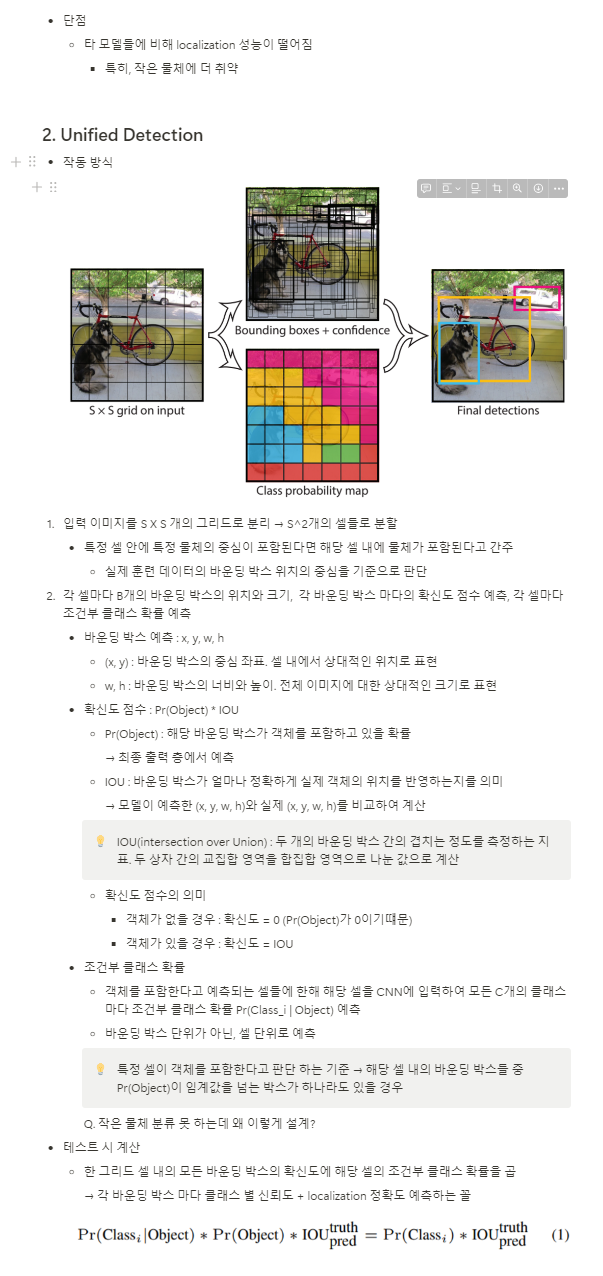 • 단점
◦ 타 모델들에 비해 localization 성능이 떨어짐
▪ 특히, 작은 물체에 더 취약
2. Unified Detection
• 작동 방식
S × S grid on input
Bounding boxes + confidence
Class probability map
Final detections
1. 입력 이미지를 S X S 개의 그리드로 분리 → S^2개의 셀들로 분할
• 특정 셀 안에 특정 물체의 중심이 포함된다면 해당 셀 내에 물체가 포함된다고 간주
◦ 실제 훈련 데이터의 바운딩 박스 위치의 중심을 기준으로 판단
2. 각 셀마다 B개의 바운딩 박스의 위치와 크기, 각 바운딩 박스 마다의 확신도 점수 예측, 각 셀마다
조건부 클래스 확률 예측
• 바운딩 박스 예측 : x, y, w, h
◦ (x, y) : 바운딩 박스의 중심 좌표. 셀 내에서 상대적인 위치로 표현
◦ w, h : 바운딩 박스의 너비와 높이. 전체 이미지에 대한 상대적인 크기로 표현
• 확신도 점수 : Pr(Object) * IOU
◦ Pr(Object) : 해당 바운딩 박스가 객체를 포함하고 있을 확률
→ 최종 출력 층에서 예측
◦ IOU : 바운딩 박스가 얼마나 정확하게 실제 객체의 위치를 반영하는지를 의미
→ 모델이 예측한 (x, y, w, h)와 실제 (x, y, w, h)를 비교하여 계산
💡 IOU(intersection over Union) : 두 개의 바운딩 박스 간의 겹치는 정도를 측정하는 지
표. 두 상자 간의 교집합 영역을 합집합 영역으로 나눈 값으로 계산
◦ 확신도 점수의 의미
▪ 객체가 없을 경우 : 확신도 = 0 (Pr(Object)가 0이기떄문)
▪ 객체가 있을 경우 : 확신도 = IOU
• 조건부 클래스 확률
◦ 객체를 포함한다고 예측되는 셀들에 한해 해당 셀을 CNN에 입력하여 모든 C개의 클래스
마다 조건부 클래스 확률 Pr(Class_i | Object) 예측
◦ 바운딩 박스 단위가 아닌, 셀 단위로 예측
💡 특정 셀이 객체를 포함한다고 판단 하는 기준 → 해당 셀 내의 바운딩 박스들 중
Pr(Object)이 임계값을 넘는 박스가 하나라도 있을 경우
Q. 작은 물체 분류 못 하는데 왜 이렇게 설계?
• 테스트 시 계산
◦ 한 그리드 셀 내의 모든 바운딩 박스의 확신도에 해당 셀의 조건부 클래스 확률을 곱
→ 각 바운딩 박스 마다 클래스 별 신뢰도 + localization 정확도 예측하는 꼴
Pr(Class_i|Object) * Pr(Object) * IOU^truth_pred = Pr(Class_i) * IOU^truth_pred (1)